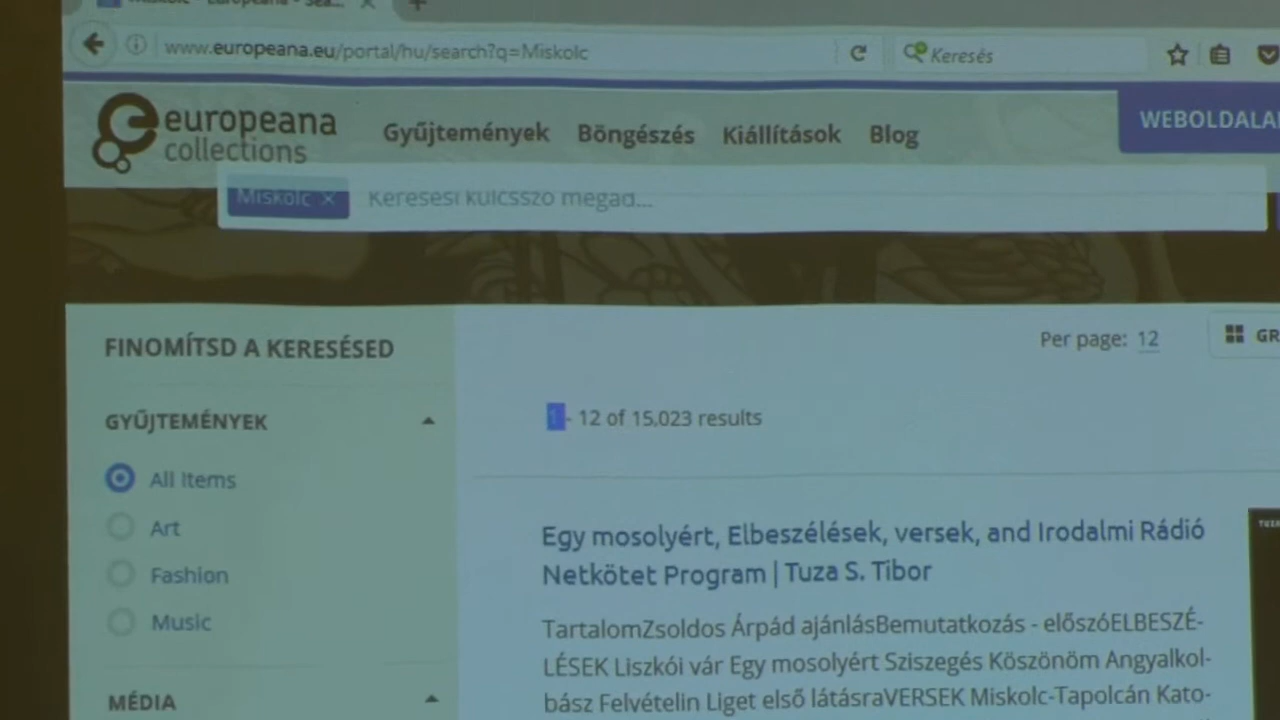 www.europeana.eu/portal/hu/search?q=Miskolc
Keresés
europeana
collections
Gyűjtemények Böngészés Kiállítások Blog
Miskolc × Keresési kulcsszó megad...
FINOMÍTSD A KERESÉSED
Per page: 12
GYŰJTEMÉNYEK
1 - 12 of 15,023 results
All Items
Art
Fashion
Music
MÉDIA
Egy mosolyért, Elbeszélések, versek, and Irodalmi Rádió
Netkötet Program | Tuza S. Tibor
TartalomZsoldos Árpád ajánlásBemutatkozás - előszóELBESZÉ-
LÉSEK Liszkói vár Egy mosolyért Sziszegés Köszönöm Angyalkol-
bász Felvételin Liget első látásraVERSEK Miskolc-Tapolcán Kato-